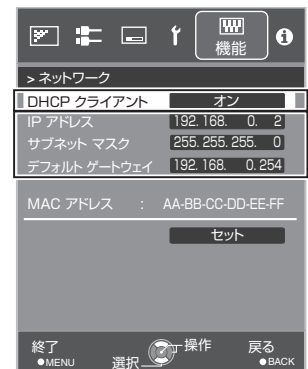 機能
> ネットワーク
DHCP クライアント オン
IP アドレス 192. 168. 0. 2
サブネット マスク 255. 255. 255. 0
デフォルト ゲートウェイ 192. 168. 0. 254
MAC アドレス : AA-BB-CC-DD-EE-FF
セット
終了 操作 戻る
●MENU 選択 ●BACK